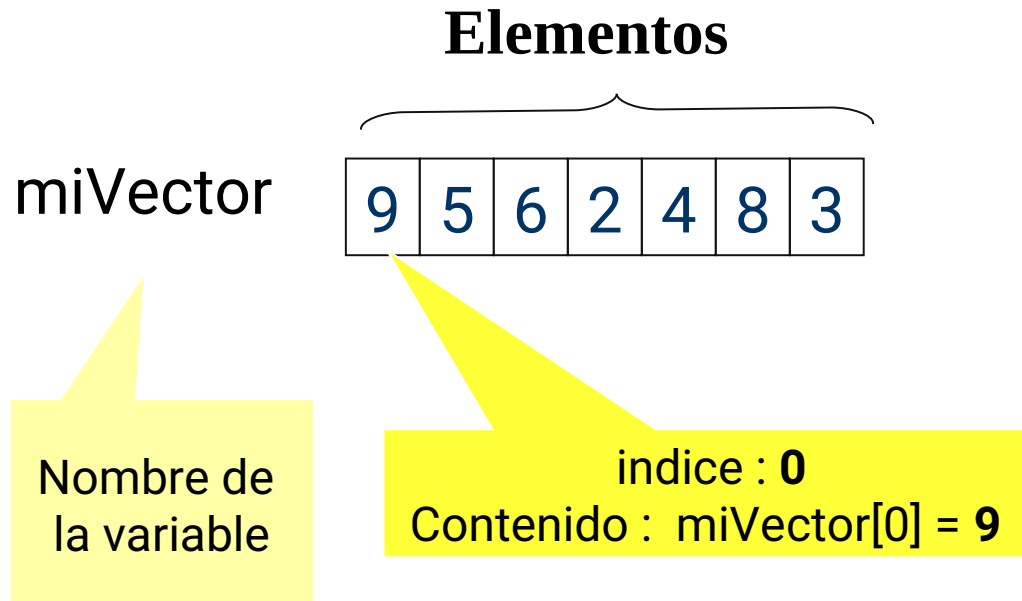 Elementos
miVector
9 5 6 2 4 8 3
Nombre de
la variable
indice : 0
Contenido : miVector[0] = 9